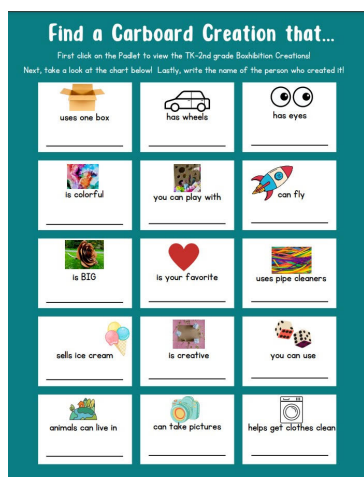 Find a Carboard Creation that...
First click on the Padlet to view the TK-2nd grade Boxhibition Creations!
Next, take a look at the chart below! Lastly, write the name of the person who created it!
uses one box
has wheels
has eyes
is colorful
you can play with
can fly
is BIG
is your favorite
uses pipe cleaners
sells ice cream
is creative
you can use
animals can live in
can take pictures
helps get clothes clean